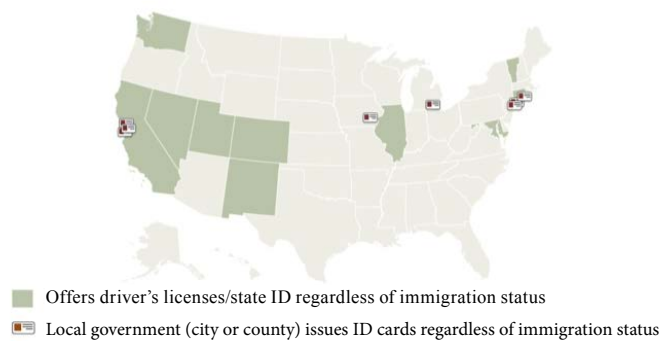 Offers driver’s licenses/state ID regardless of immigration status
Local government (city or county) issues ID cards regardless of immigration status